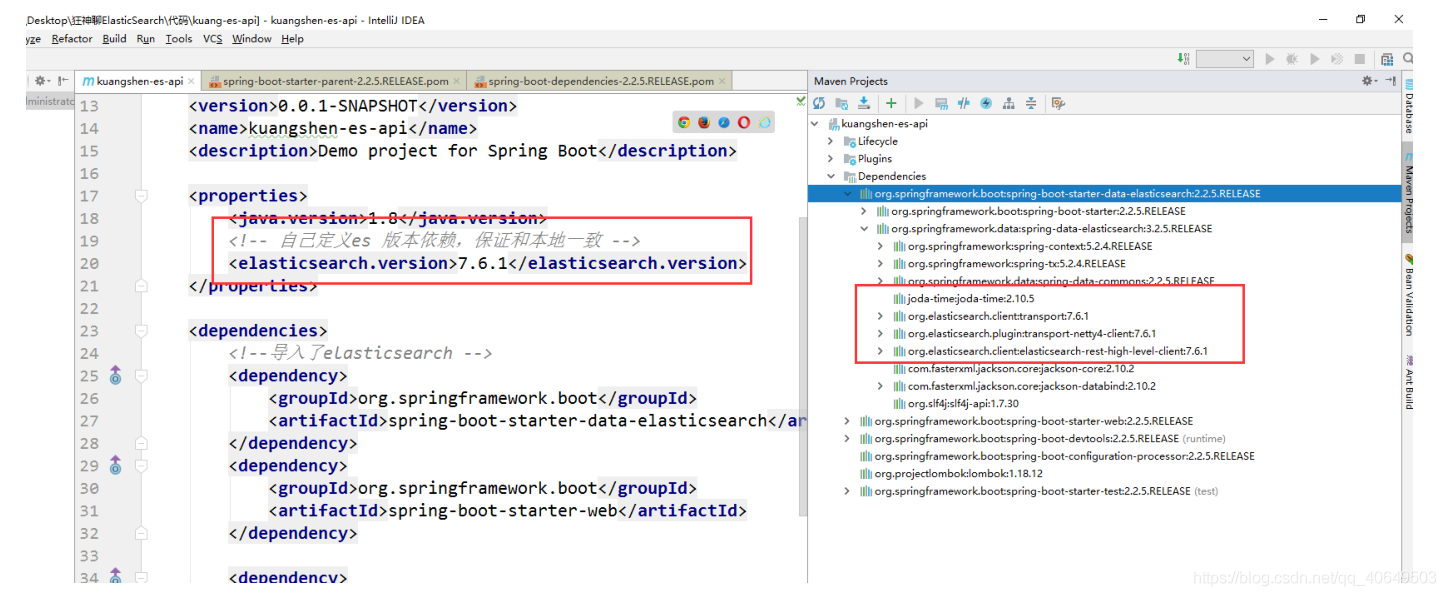 ,Desktop\狂神聊ElasticSearch\代码\kuang-es-api] - kuangshen-es-api - IntelliJ IDEA
yze Refactor Build Run Tools VCS Window Help
kuangshen-es-api
spring-boot-starter-parent-2.2.5.RELEASE.pom
spring-boot-dependencies-2.2.5.RELEASE.pom
ministrato
13 <version>0.0.1-SNAPSHOT</version>
14 <name>kuangshen-es-api</name>
15 <description>Demo project for Spring Boot</description>
16
17 <properties>
18 <java.version>1.8</java.version>
19 <!-- 自己定义es 版本依赖，保证和本地一致 -->
20 <elasticsearch.version>7.6.1</elasticsearch.version>
21 </properties>
22
23 <dependencies>
24 <!--导入了elasticsearch -->
25 <dependency>
26 <groupId>org.springframework.boot</groupId>
27 <artifactId>spring-boot-starter-data-elasticsearch</ar
28 </dependency>
29 <dependency>
30 <groupId>org.springframework.boot</groupId>
31 <artifactId>spring-boot-starter-web</artifactId>
32 </dependency>
33
34 <dependency>
Maven Projects
kuangshen-es-api
Lifecycle
Plugins
Dependencies
org.springframework.boot:spring-boot-starter-data-elasticsearch:2.2.5.RELEASE
org.springframework.boot:spring-boot-starter:2.2.5.RELEASE
org.springframework.data:spring-data-elasticsearch:3.2.5.RELEASE
org.springframework:spring-context:5.2.4.RELEASE
org.springframework:spring-tx:5.2.4.RELEASE
org.springframework.data:spring-data-commons:2.2.5.RELEASE
joda-time:joda-time:2.10.5
org.elasticsearch.client:transport:7.6.1
org.elasticsearch.plugin:transport-netty4-client:7.6.1
org.elasticsearch.client:elasticsearch-rest-high-level-client:7.6.1
com.fasterxml.jackson.core:jackson-core:2.10.2
com.fasterxml.jackson.core:jackson-databind:2.10.2
org.slf4j:slf4j-api:1.7.30
org.springframework.boot:spring-boot-starter-web:2.2.5.RELEASE
org.springframework.boot:spring-boot-devtools:2.2.5.RELEASE (runtime)
org.springframework.boot:spring-boot-configuration-processor:2.2.5.RELEASE
org.projectlombok:lombok:1.18.12
org.springframework.boot:spring-boot-starter-test:2.2.5.RELEASE (test)
Database
Maven Projects
Bean Validation
Ant Build
https://blog.csdn.net/qq_40649503